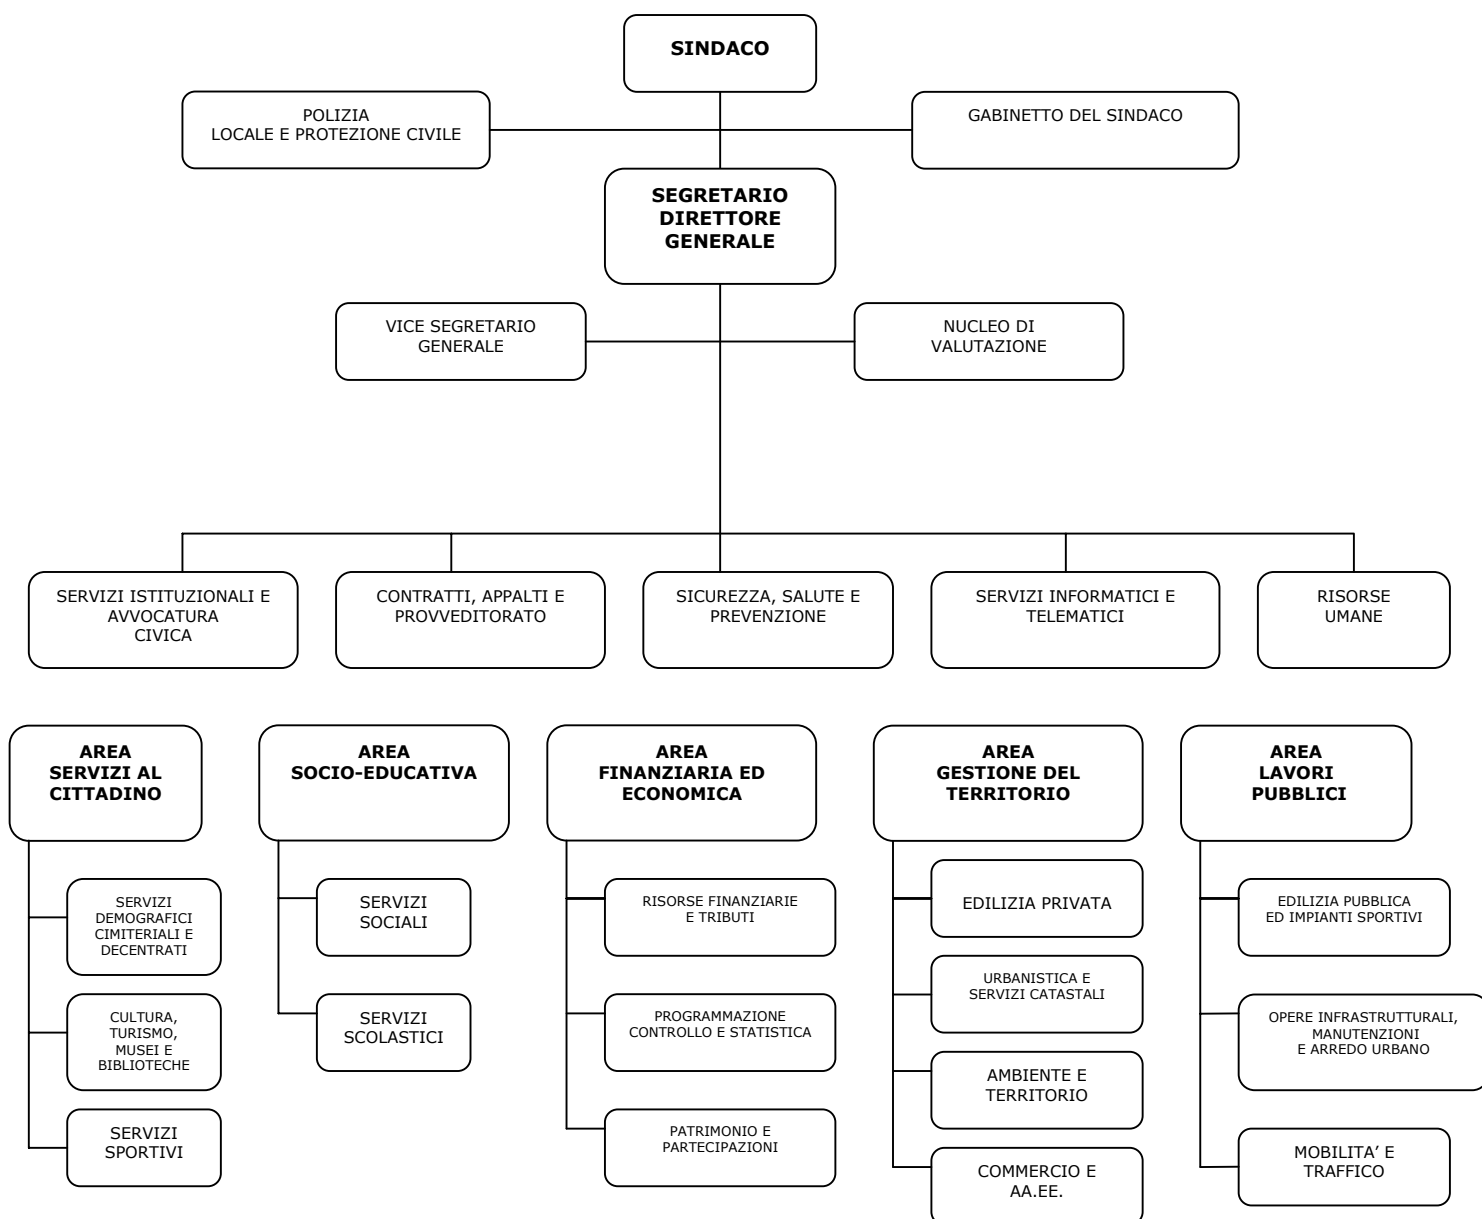 SINDACO
POLIZIA
LOCALE E PROTEZIONE CIVILE
GABINETTO DEL SINDACO
SEGRETARIO
DIRETTORE
GENERALE
VICE SEGRETARIO
GENERALE
NUCLEO DI
VALUTAZIONE
SERVIZI ISTITUZIONALI E
AVVOCATURA
CIVICA
CONTRATTI, APPALTI E
PROVVEDITORATO
SICUREZZA, SALUTE E
PREVENZIONE
SERVIZI INFORMATICI E
TELEMATICI
RISORSE
UMANE
AREA
SERVIZI AL
CITTADINO
SERVIZI
DEMOGRAFICI
CIMITERIALI E
DECENTRATI
CULTURA,
TURISMO,
MUSEI E
BIBLIOTECHE
SERVIZI
SPORTIVI
AREA
SOCIO-EDUCATIVA
SERVIZI
SOCIALI
SERVIZI
SCOLASTICI
AREA
FINANZIARIA ED
ECONOMICA
RISORSE FINANZIARIE
E TRIBUTI
PROGRAMMAZIONE
CONTROLLO E STATISTICA
PATRIMONIO E
PARTECIPAZIONI
AREA
GESTIONE DEL
TERRITORIO
EDILIZIA PRIVATA
URBANISTICA E
SERVIZI CATASTALI
AMBIENTE E
TERRITORIO
COMMERCIO E
AA.EE.
AREA
LAVORI
PUBBLICI
EDILIZIA PUBBLICA
ED IMPIANTI SPORTIVI
OPERE INFRASTRUTTURALI,
MANUTENZIONI
E ARREDO URBANO
MOBILITA’ E
TRAFFICO